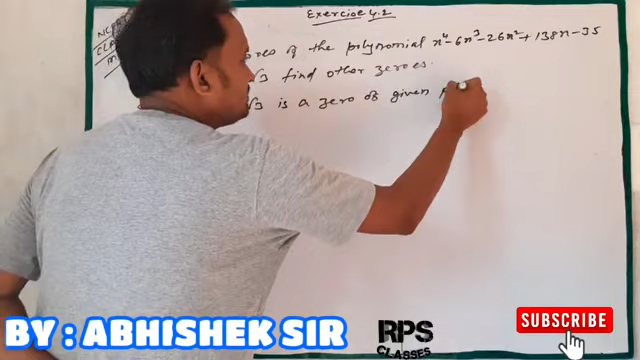 Exercise 4.2
NCERT
of the polynomial x⁴-6x³-26x²+138x-35
√3 find other zeroes.
√3 is a zero of given
BY : ABHISHEK SIR
RPS
CLASSES
SUBSCRIBE